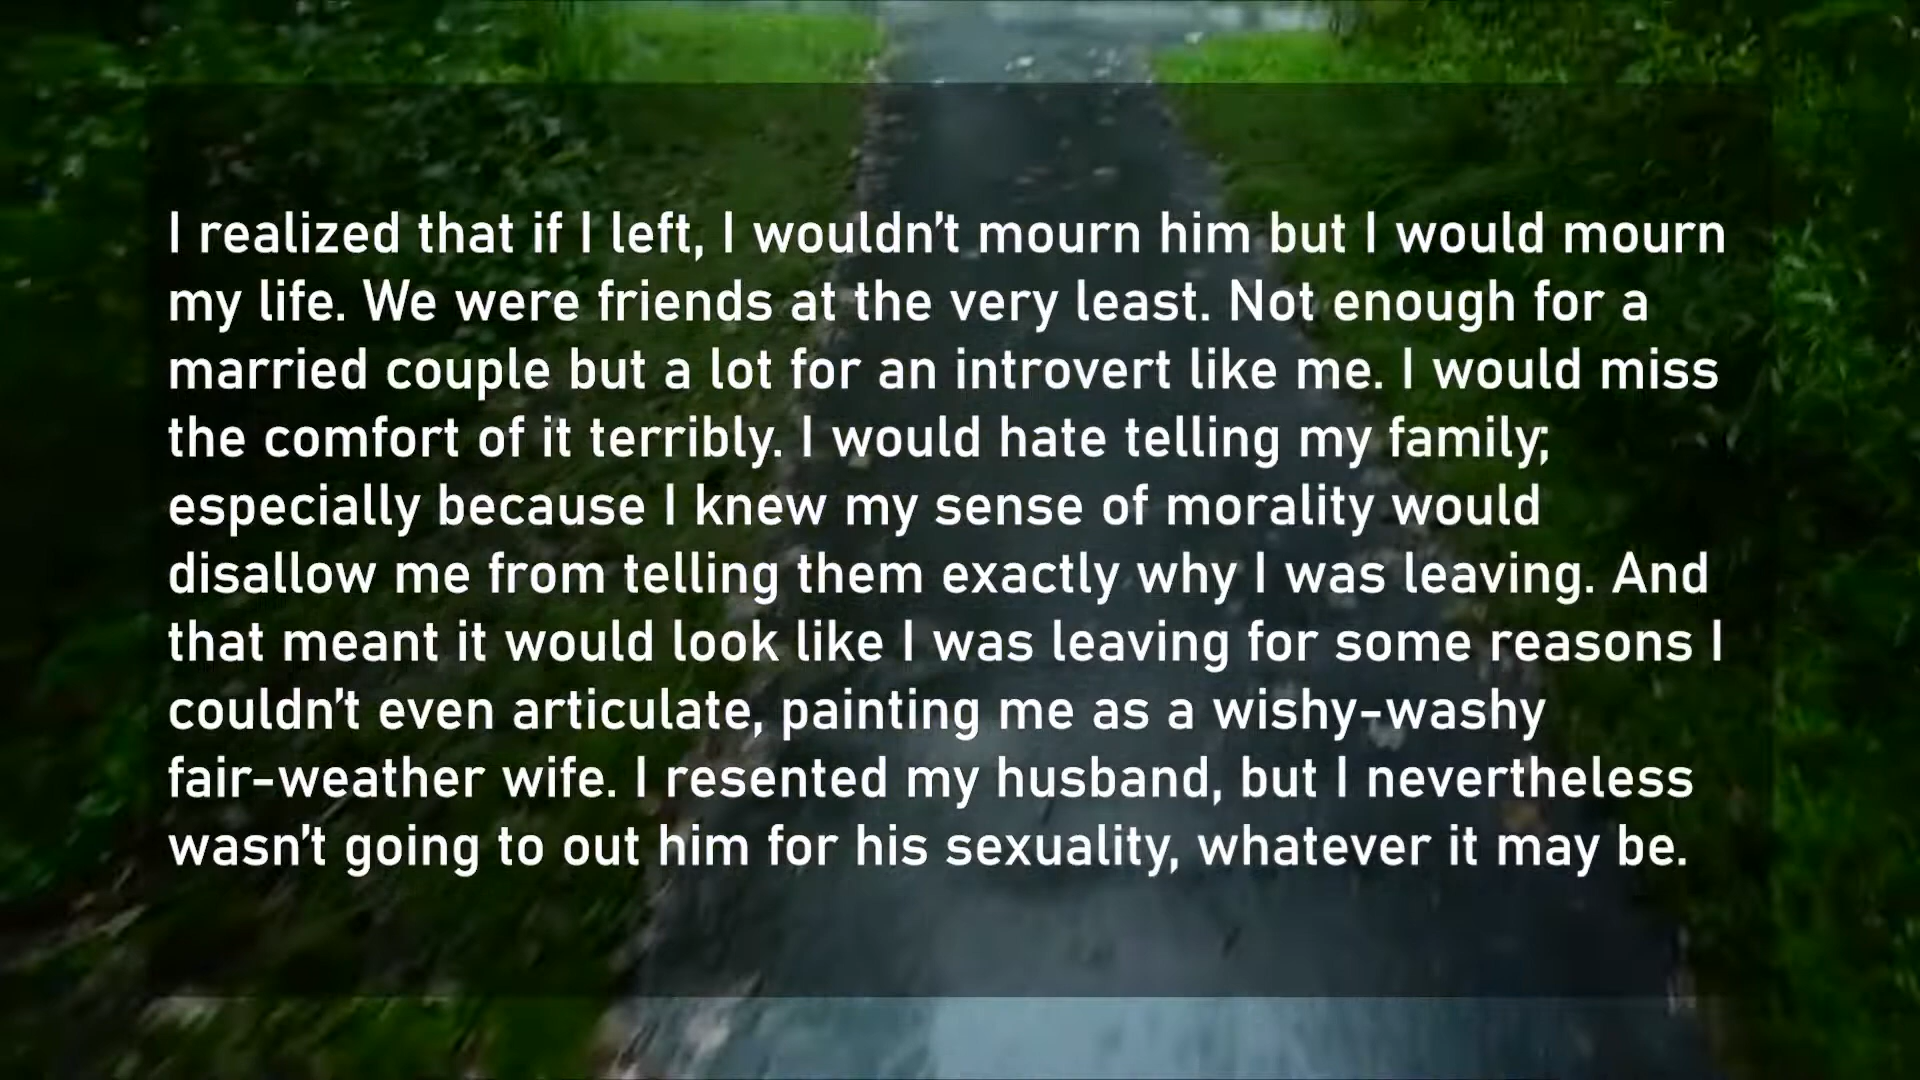 I realized that if I left, I wouldn’t mourn him but I would mourn
my life. We were friends at the very least. Not enough for a
married couple but a lot for an introvert like me. I would miss
the comfort of it terribly. I would hate telling my family;
especially because I knew my sense of morality would
disallow me from telling them exactly why I was leaving. And
that meant it would look like I was leaving for some reasons I
couldn’t even articulate, painting me as a wishy-washy
fair-weather wife. I resented my husband, but I nevertheless
wasn’t going to out him for his sexuality, whatever it may be.